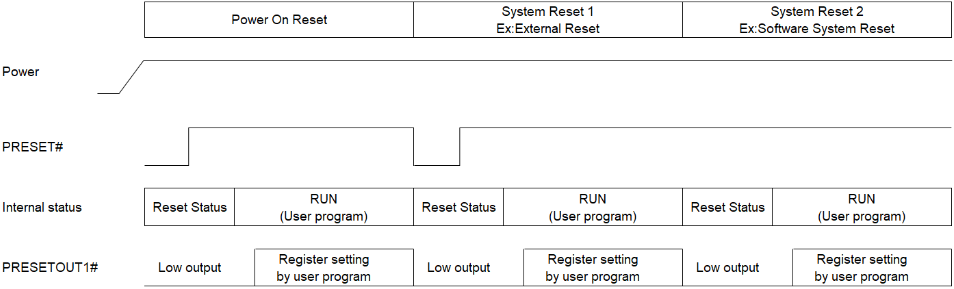 Power On Reset
System Reset 1
Ex:External Reset
System Reset 2
Ex:Software System Reset
Power
PRESET#
Internal status
Reset Status
RUN
(User program)
Reset Status
RUN
(User program)
Reset Status
RUN
(User program)
PRESETOUT1#
Low output
Register setting
by user program
Low output
Register setting
by user program
Low output
Register setting
by user program